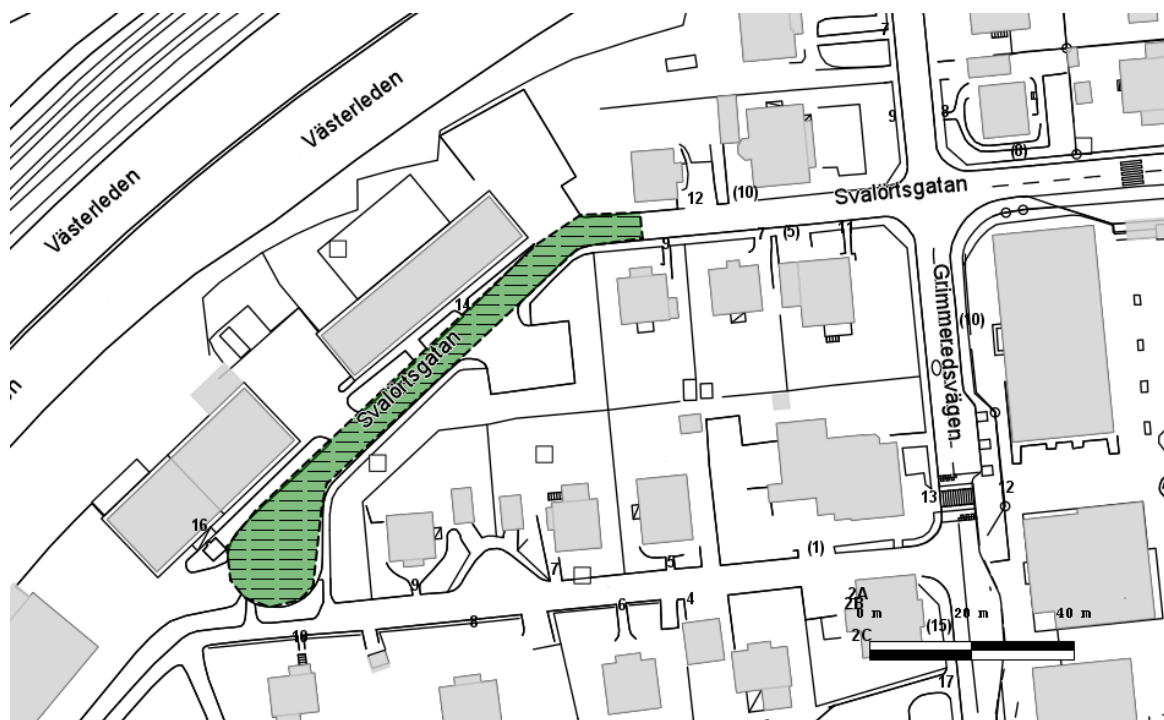 7
Västerleden
8
9
(8)
Västerleden
12
(10)
Svalörtsgatan
9
7
(5)
11
14
(10)
Grimmeredsvägen
Svalörtsgatan
16
13
12
(1)
7
5
9
6
4
8
10
2A
2B
0 m
20 m
40 m
2C
(15)
17